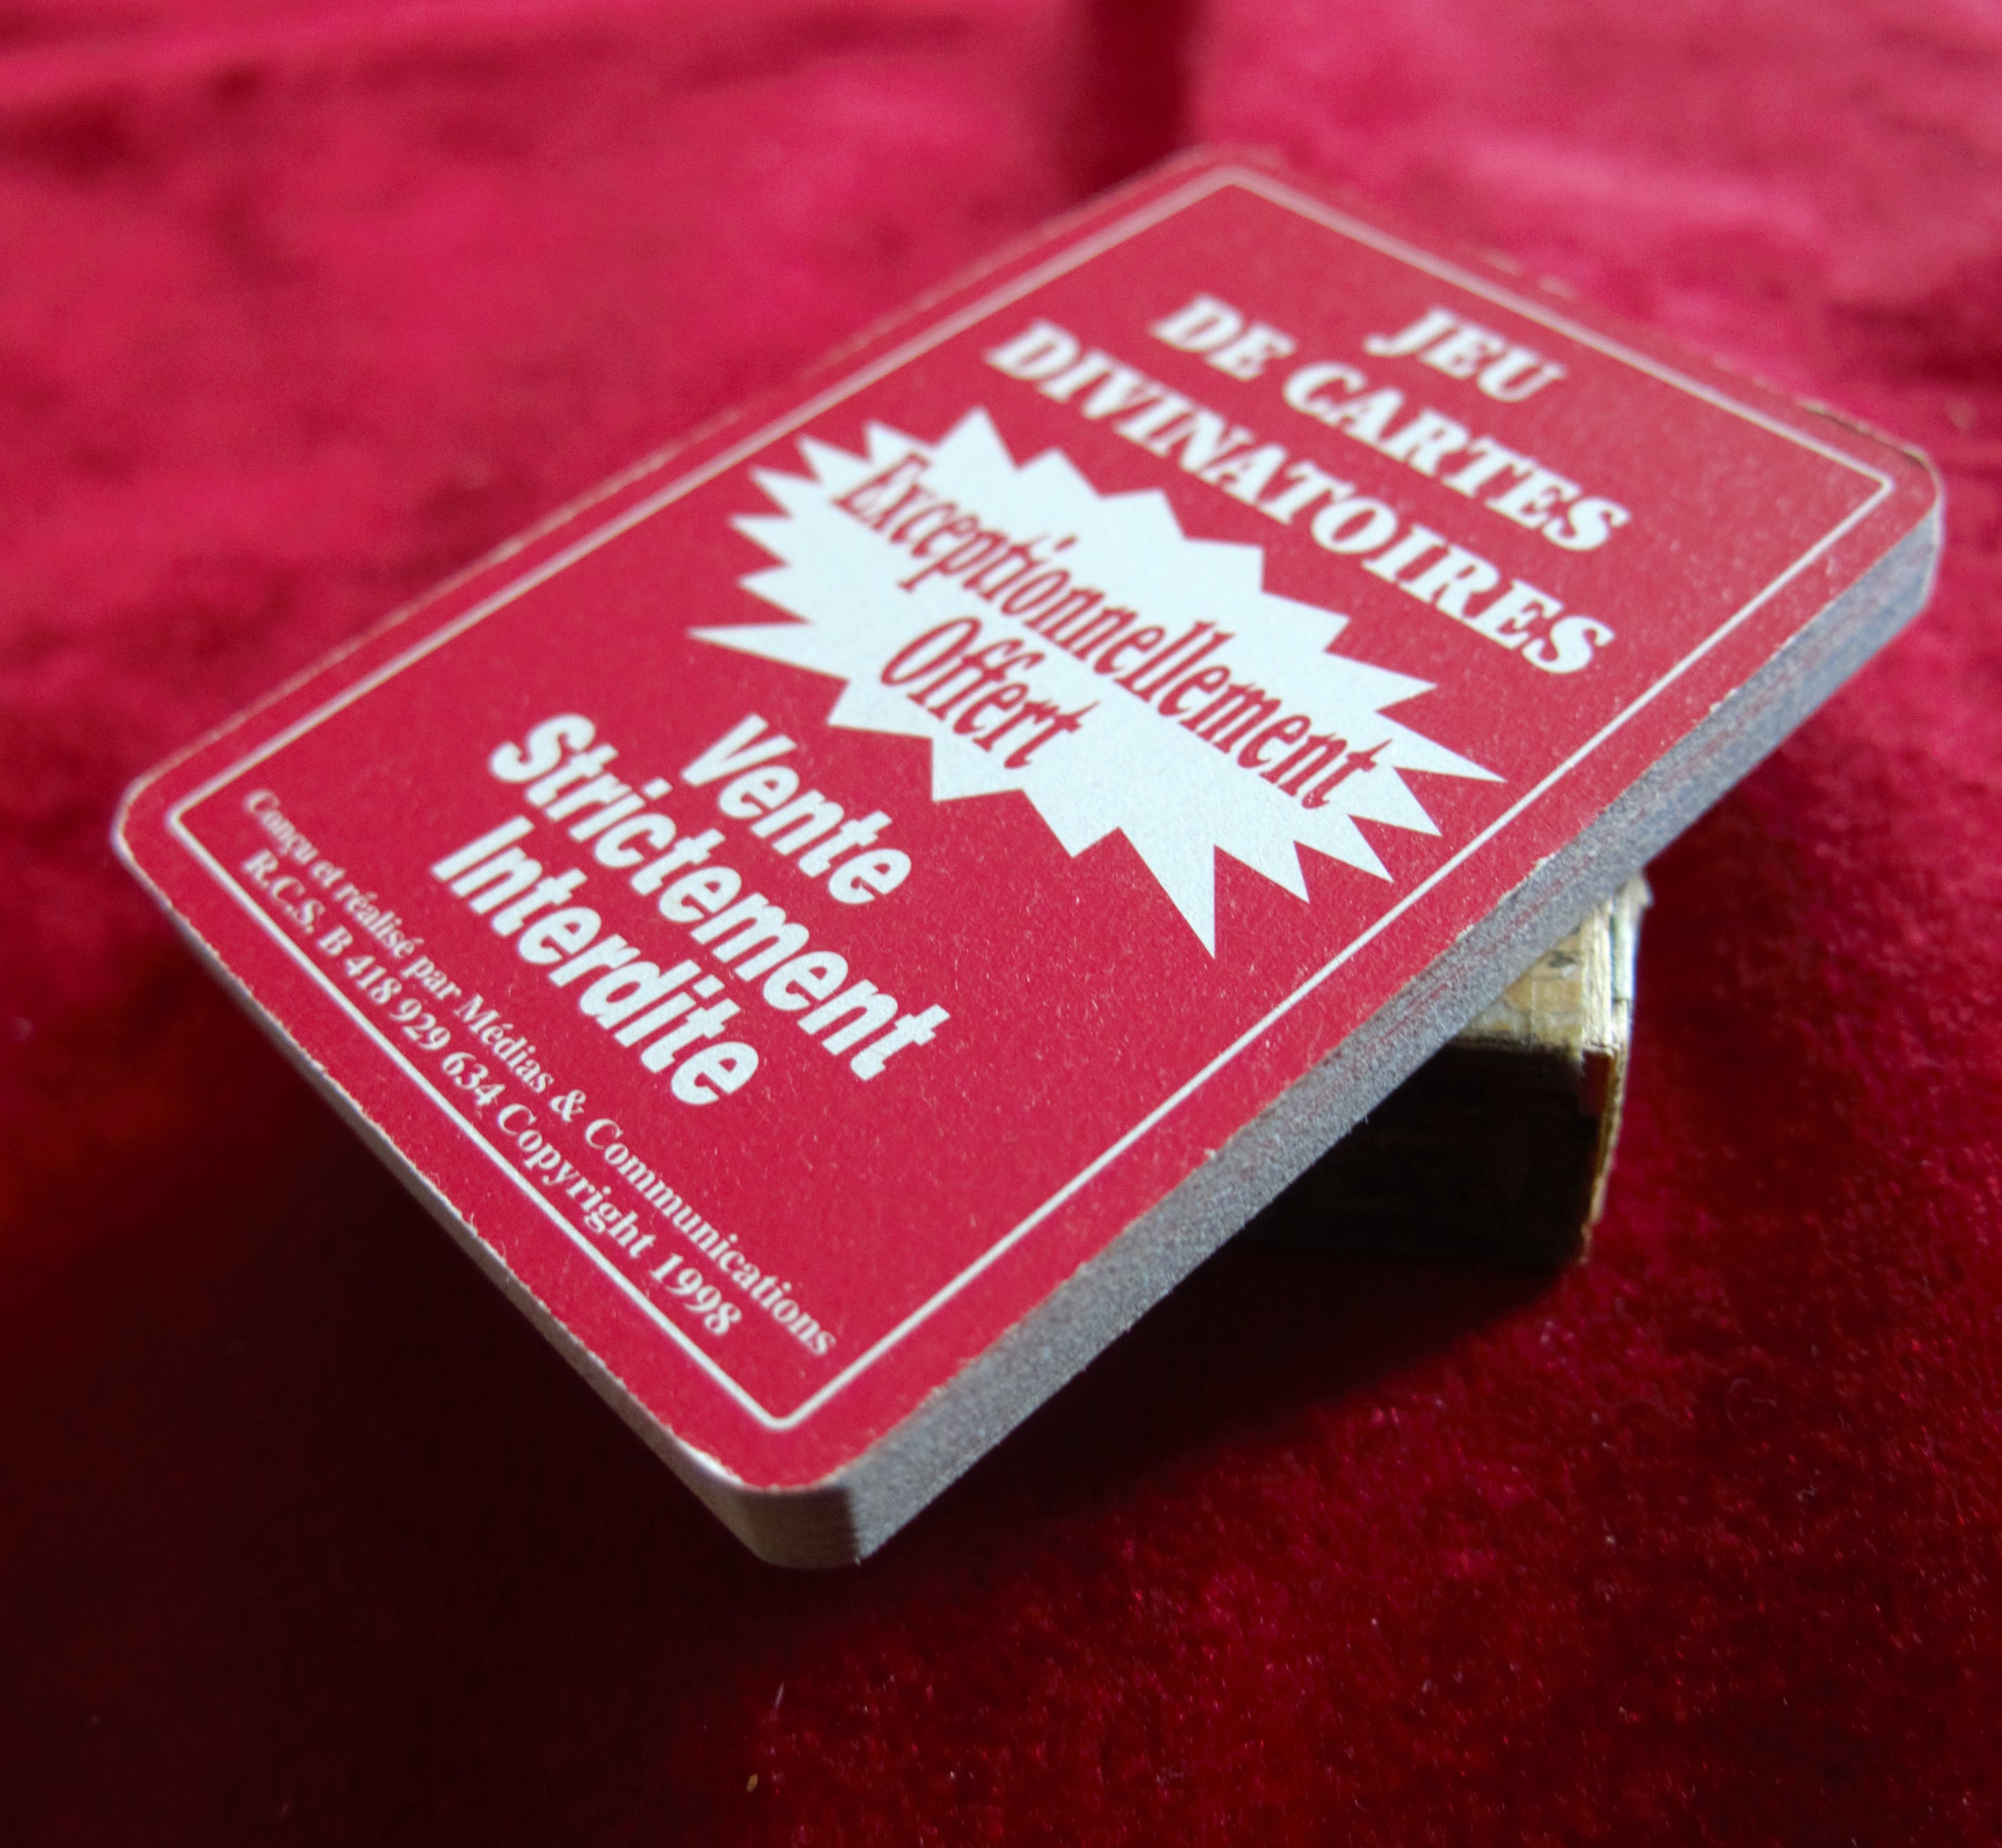 JEU
DE CARTES
DIVINATOIRES
Exceptionnellement
Offert
Vente
Strictement
Interdite
Conçu et réalisé par Médias & Communications
R.C.S. B 418 929 634 Copyright 1998